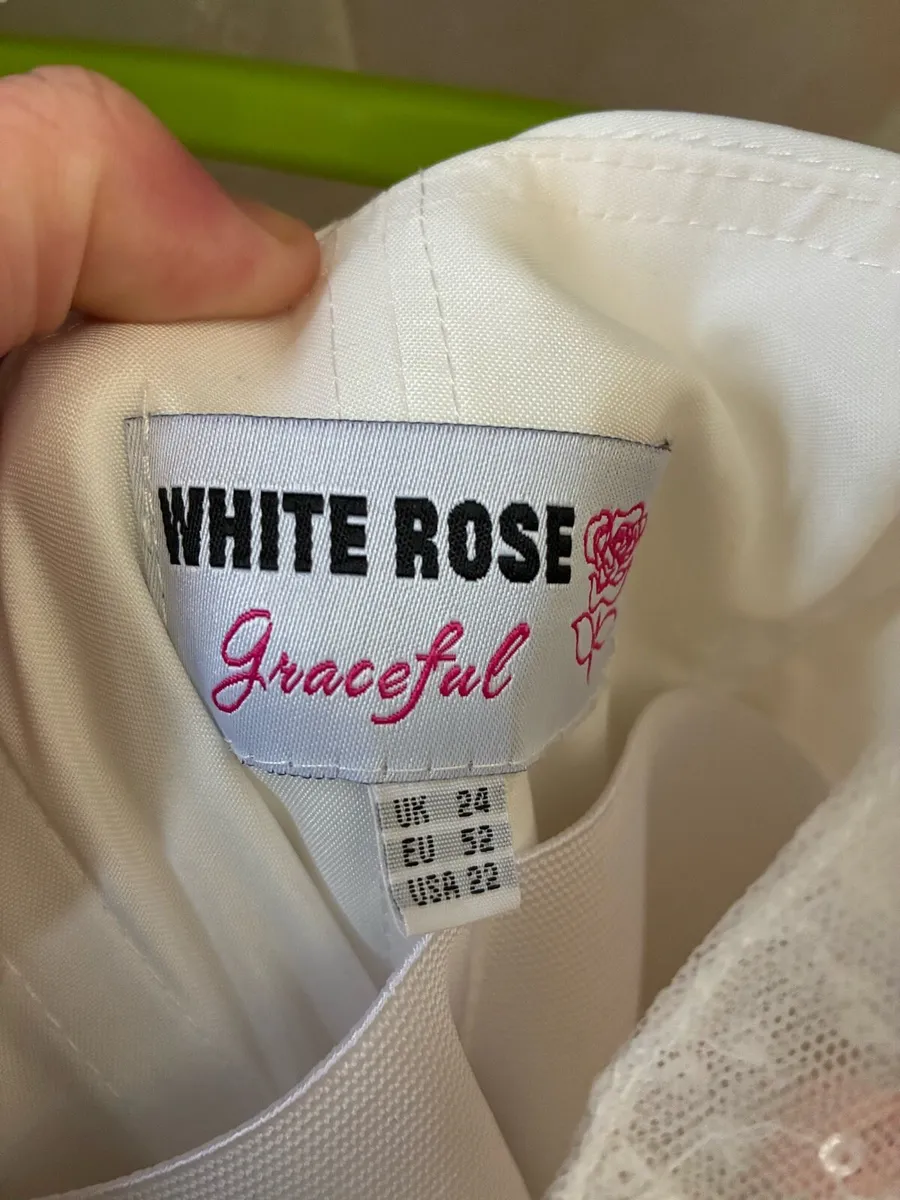 WHITE ROSE
Graceful
UK 24
EU 52
USA 22